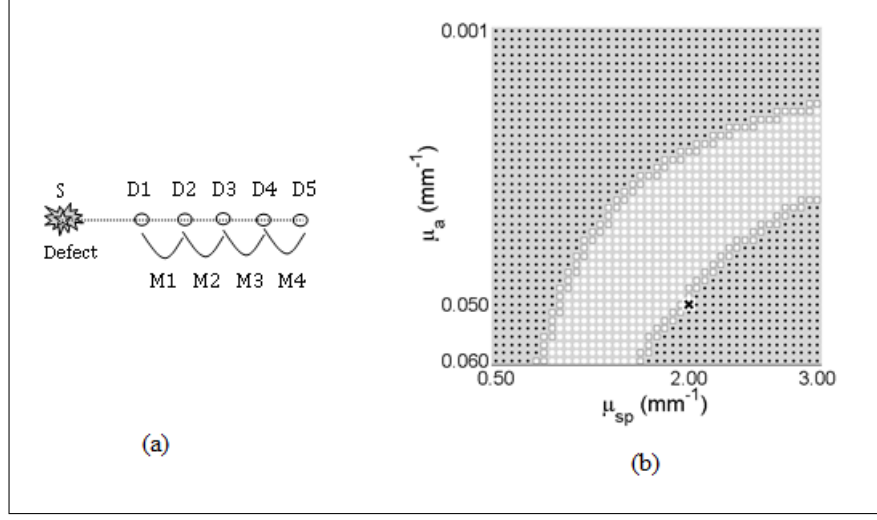 S D1 D2 D3 D4 D5
Defect
M1 M2 M3 M4
(a)
0.001
μa (mm-1)
0.050
0.060
0.50 2.00 3.00
μsp (mm-1)
(b)